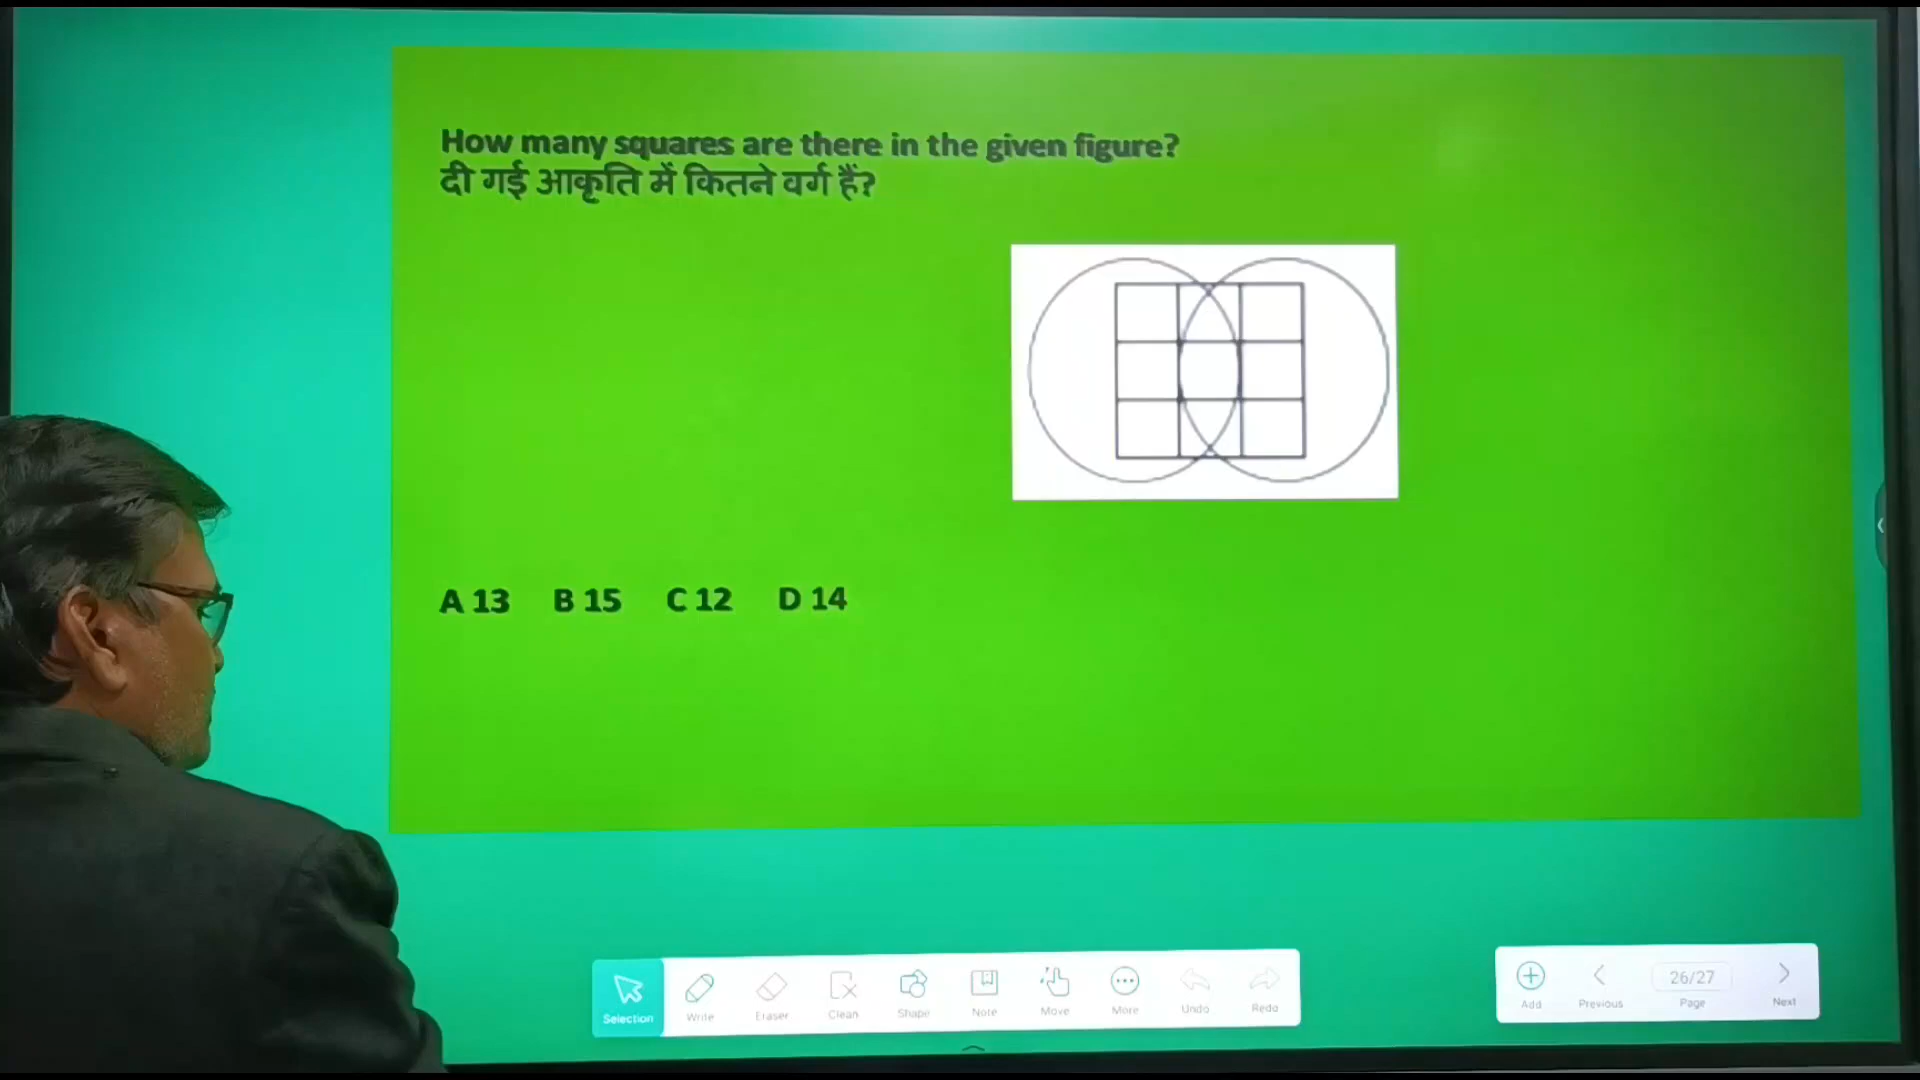 How many squares are there in the given figure?
दी गई आकृति में कितने वर्ग हैं?
A 13 B 15 C 12 D 14
Selection Write Eraser Clean Shape Note Move More Undo Redo
26/27
Add Previous Page Next